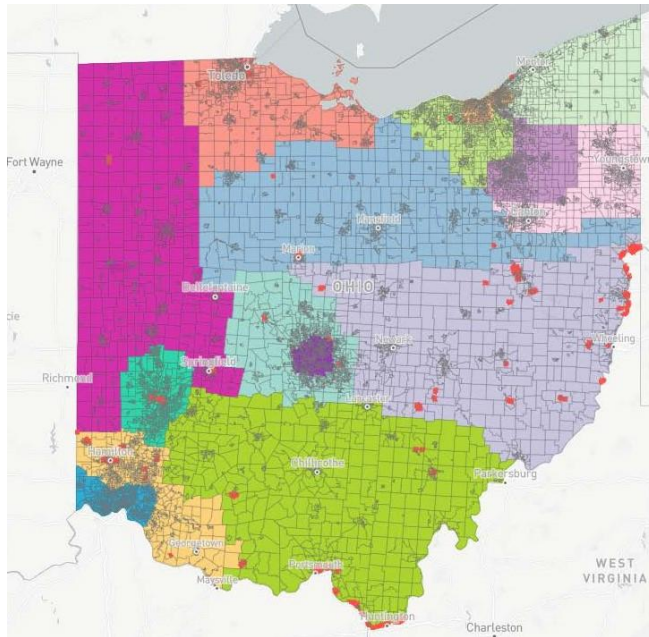 Toledo
Mentor
Fort Wayne
Youngstown
Canton
Mansfield
Marion
OHIO
Bellefontaine
cie
Newark
Wheeling
Springfield
Richmond
Lancaster
Hamilton
Chillicothe
Parkersburg
Georgetown
Portsmouth
Maysville
WEST
VIRGINIA
Huntington
Charleston